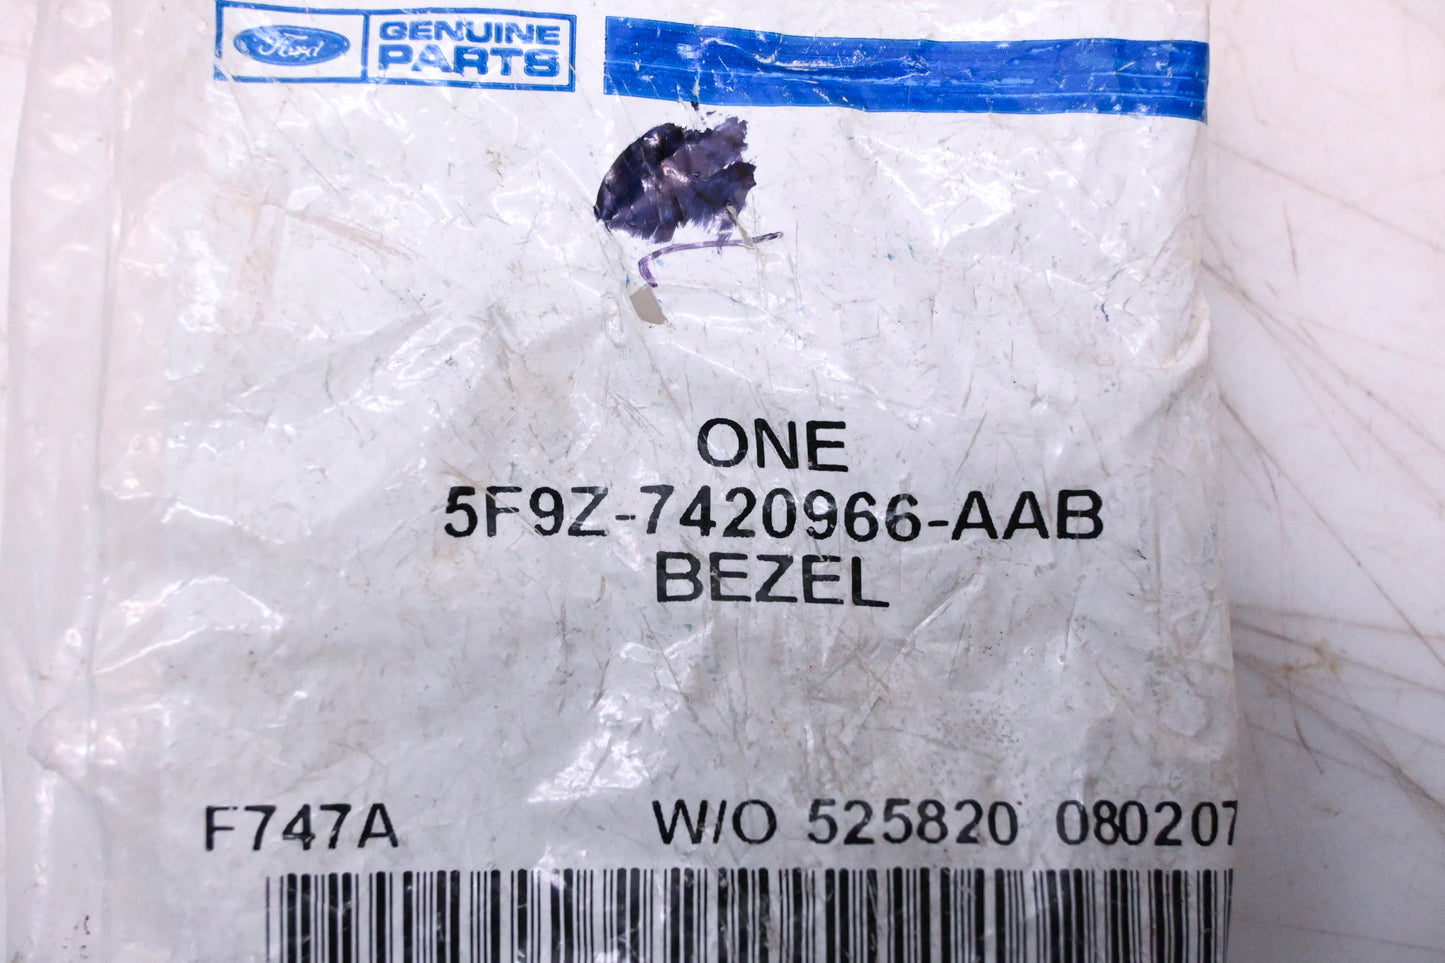 Ford GENUINE
PARTS
ONE
5F9Z-7420966-AAB
BEZEL
F747A W/O 525820 080207